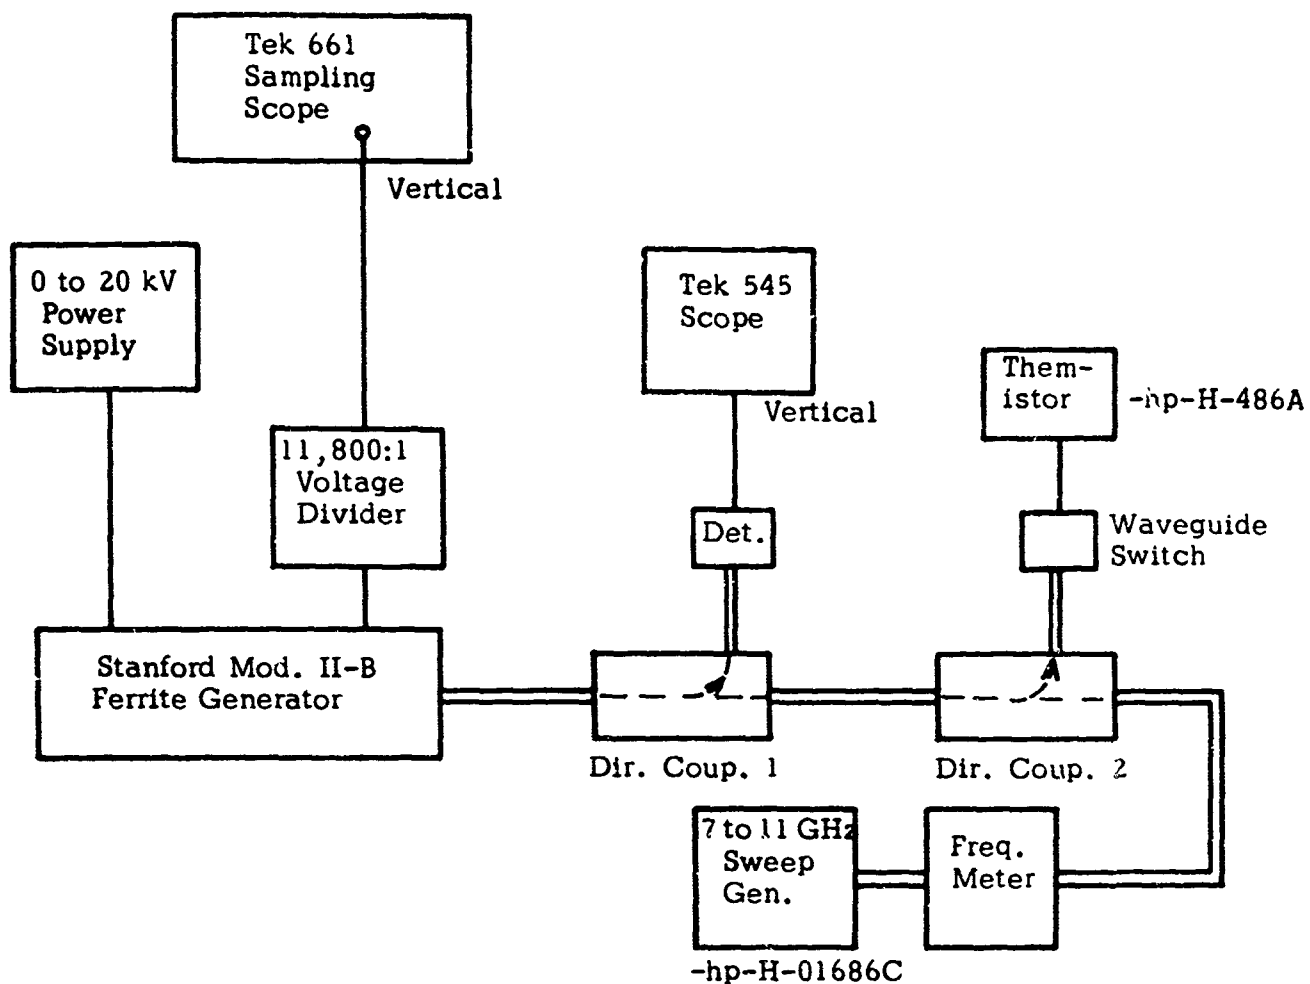 Tek 661
Sampling
Scope
Vertical
0 to 20 kV
Power
Supply
11,800:1
Voltage
Divider
Tek 545
Scope
Vertical
Them-
istor
-hp-H-486A
Det.
Waveguide
Switch
Stanford Mod. II-B
Ferrite Generator
Dir. Coup. 1
Dir. Coup. 2
7 to 11 GHz
Sweep
Gen.
Freq.
Meter
-hp-H-01686C